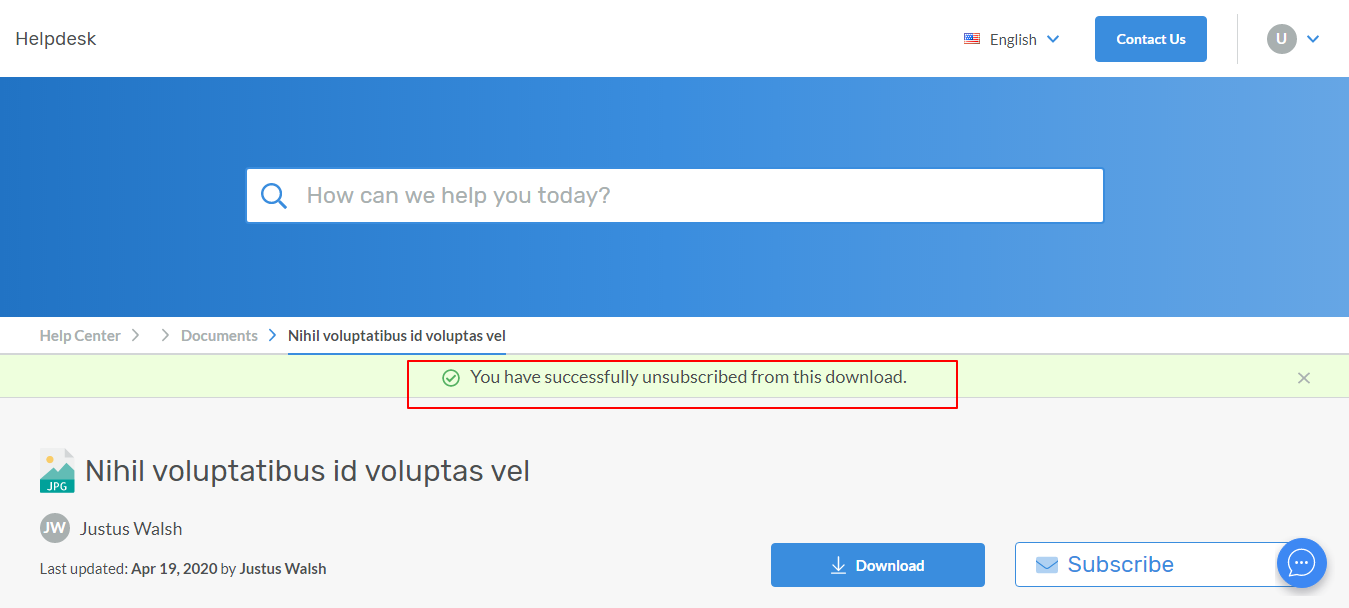 Helpdesk
English
Contact Us
U
How can we help you today?
Help Center Documents Nihil voluptatibus id voluptas vel
You have successfully unsubscribed from this download.
JPG
Nihil voluptatibus id voluptas vel
JW Justus Walsh
Last updated: Apr 19, 2020 by Justus Walsh
Download
Subscribe